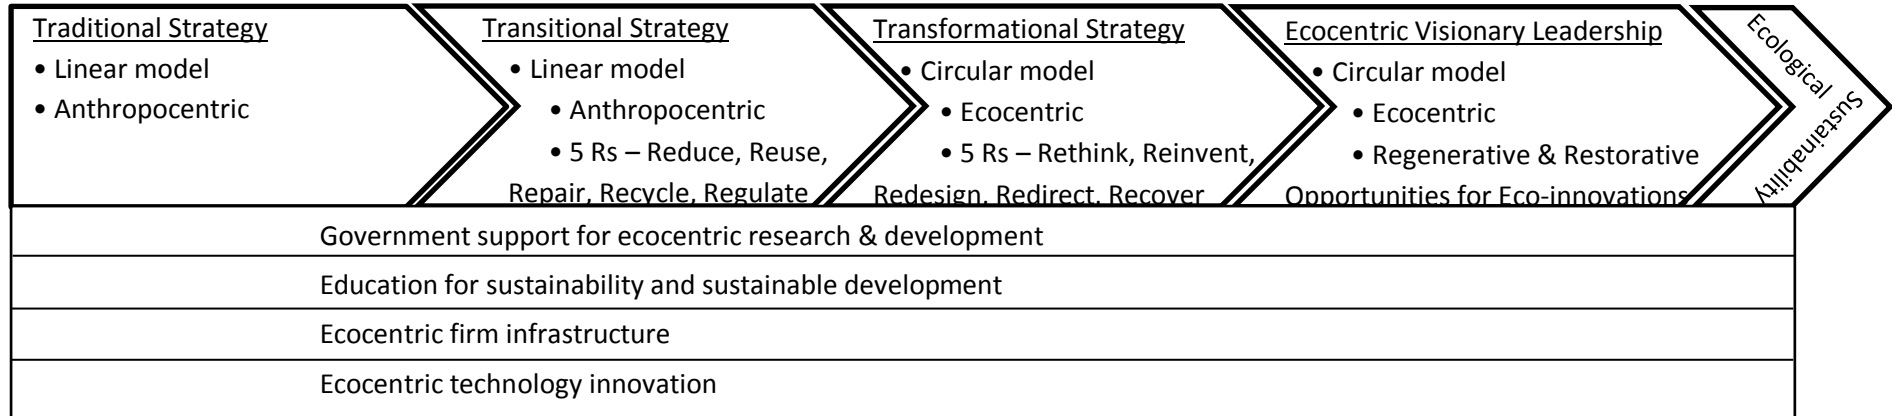 Traditional Strategy
• Linear model
• Anthropocentric
Transitional Strategy
• Linear model
• Anthropocentric
• 5 Rs – Reduce, Reuse,
Repair, Recycle, Regulate
Transformational Strategy
• Circular model
• Ecocentric
• 5 Rs – Rethink, Reinvent,
Redesign, Redirect, Recover
Ecocentric Visionary Leadership
• Circular model
• Ecocentric
• Regenerative & Restorative
Opportunities for Eco-innovations
Ecological
Sustainability
Government support for ecocentric research & development
Education for sustainability and sustainable development
Ecocentric firm infrastructure
Ecocentric technology innovation